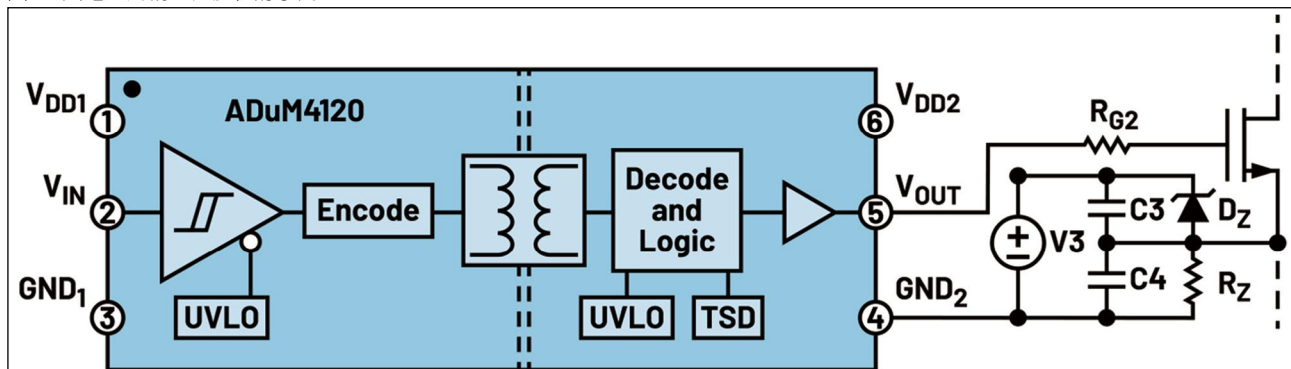 ADuM4120
VDD1
1
VIN
2
GND1
3
Encode
UVLO
Decode
and
Logic
UVLO
TSD
6
VDD2
5
VOUT
4
GND2
RG2
V3
C3
DZ
C4
RZ